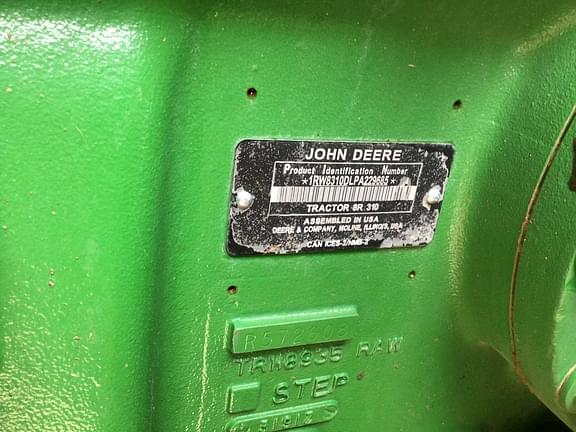 JOHN DEERE
Product Identification Number
*1RW8310DLPA229685*
TRACTOR 8R 310
ASSEMBLED IN USA
DEERE & COMPANY, MOLINE, ILLINOIS, USA
CAN ICES-2/NMB-2
TRW8935 RAW
STEP